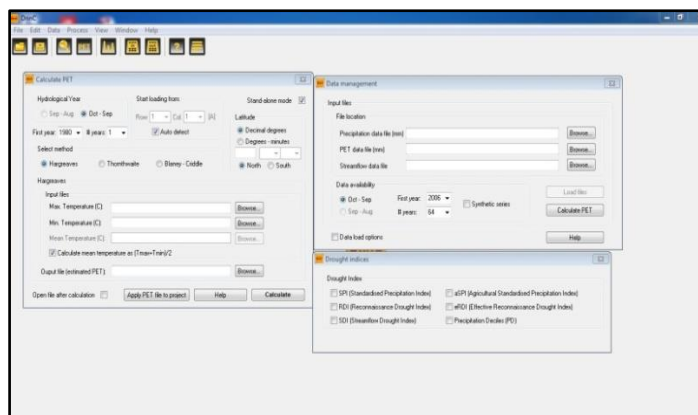 DrinC
File Edit Data Process View Window Help
Calculate PET
Hydrological Year
Sep - Aug Oct - Sep
First year: 1980 N years: 1
Start loading from:
Row 1 Col. 1 [A]
Auto detect
Stand-alone mode
Latitude
Decimal degrees
Degrees - minutes
North South
Select method
Hargreaves Thornthwaite Blaney - Criddle
Hargreaves
Input files
Max. Temperature (C) Browse...
Min. Temperature (C) Browse...
Mean Temperature (C) Browse...
Calculate mean temperature as (Tmax+Tmin)/2
Ouput file (estimated PET) Browse...
Open file after calculation Apply PET file to project Help Calculate
Data management
Input files
File location
Precipitation data file (mm) Browse...
PET data file (mm) Browse...
Streamflow data file Browse...
Data availability
Oct - Sep
Sep - Aug
First year: 2006
N years: 64
Synthetic series
Load files
Calculate PET
Data load options
Help
Drought indices
Drought Index
SPI (Standardised Precipitation Index) aSPI (Agricultural Standardised Precipitation Index)
RDI (Reconnaissance Drought Index) eRDI (Effective Reconnaissance Drought Index)
SDI (Streamflow Drought Index) Precipitation Deciles (PD)